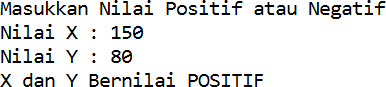 Masukkan Nilai Positif atau Negatif
Nilai X : 150
Nilai Y : 80
X dan Y Bernilai POSITIF